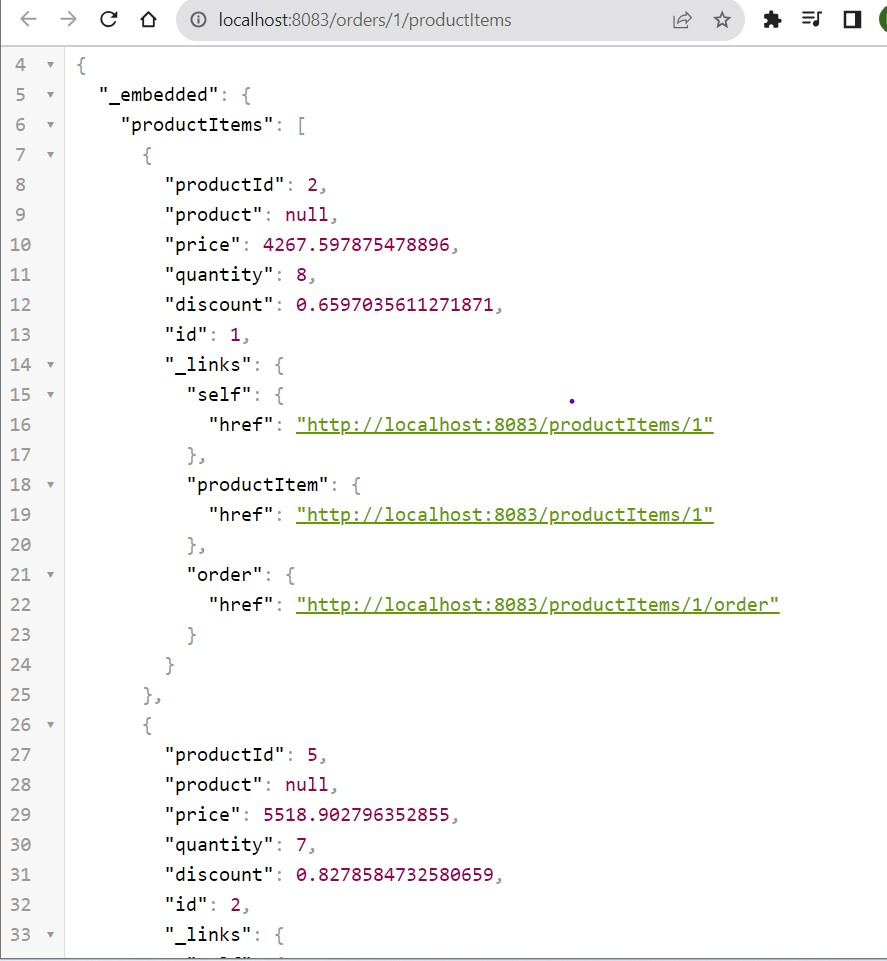 localhost:8083/orders/1/productItems
4 {
5 "_embedded": {
6 "productItems": [
7 {
8 "productId": 2,
9 "product": null,
10 "price": 4267.597875478896,
11 "quantity": 8,
12 "discount": 0.6597035611271871,
13 "id": 1,
14 "_links": {
15 "self": {
16 "href": "http://localhost:8083/productItems/1"
17 },
18 "productItem": {
19 "href": "http://localhost:8083/productItems/1"
20 },
21 "order": {
22 "href": "http://localhost:8083/productItems/1/order"
23 }
24 }
25 },
26 {
27 "productId": 5,
28 "product": null,
29 "price": 5518.902796352855,
30 "quantity": 7,
31 "discount": 0.8278584732580659,
32 "id": 2,
33 "_links": {